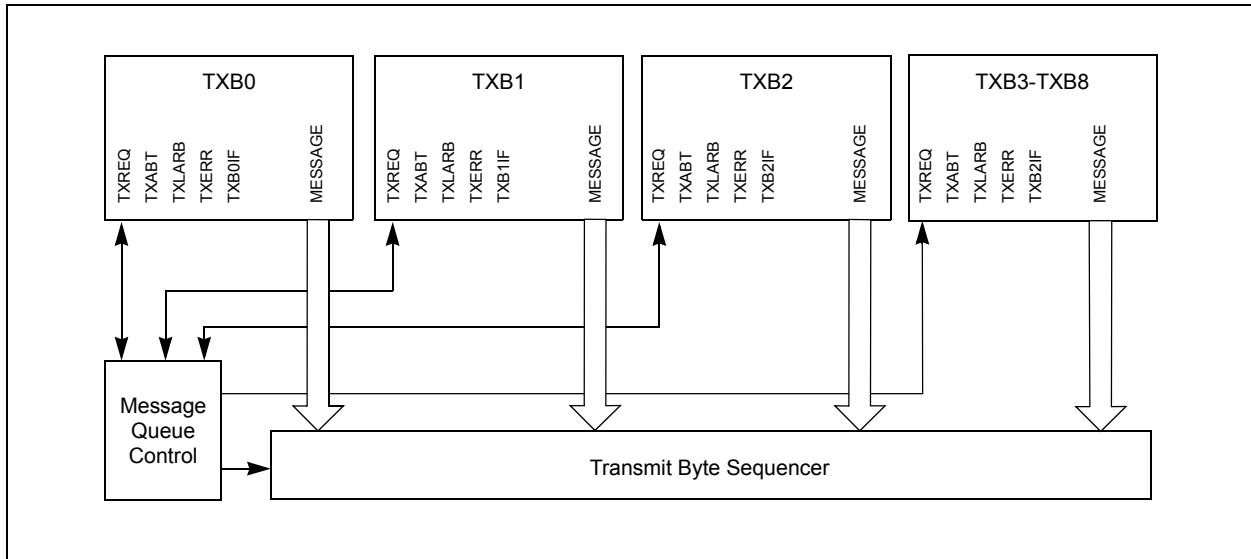 TXB0
TXREQ
TXABT
TXLARB
TXERR
TXB0IF
MESSAGE
TXB1
TXREQ
TXABT
TXLARB
TXERR
TXB1IF
MESSAGE
TXB2
TXREQ
TXABT
TXLARB
TXERR
TXB2IF
MESSAGE
TXB3-TXB8
TXREQ
TXABT
TXLARB
TXERR
TXB2IF
MESSAGE
Message
Queue
Control
Transmit Byte Sequencer